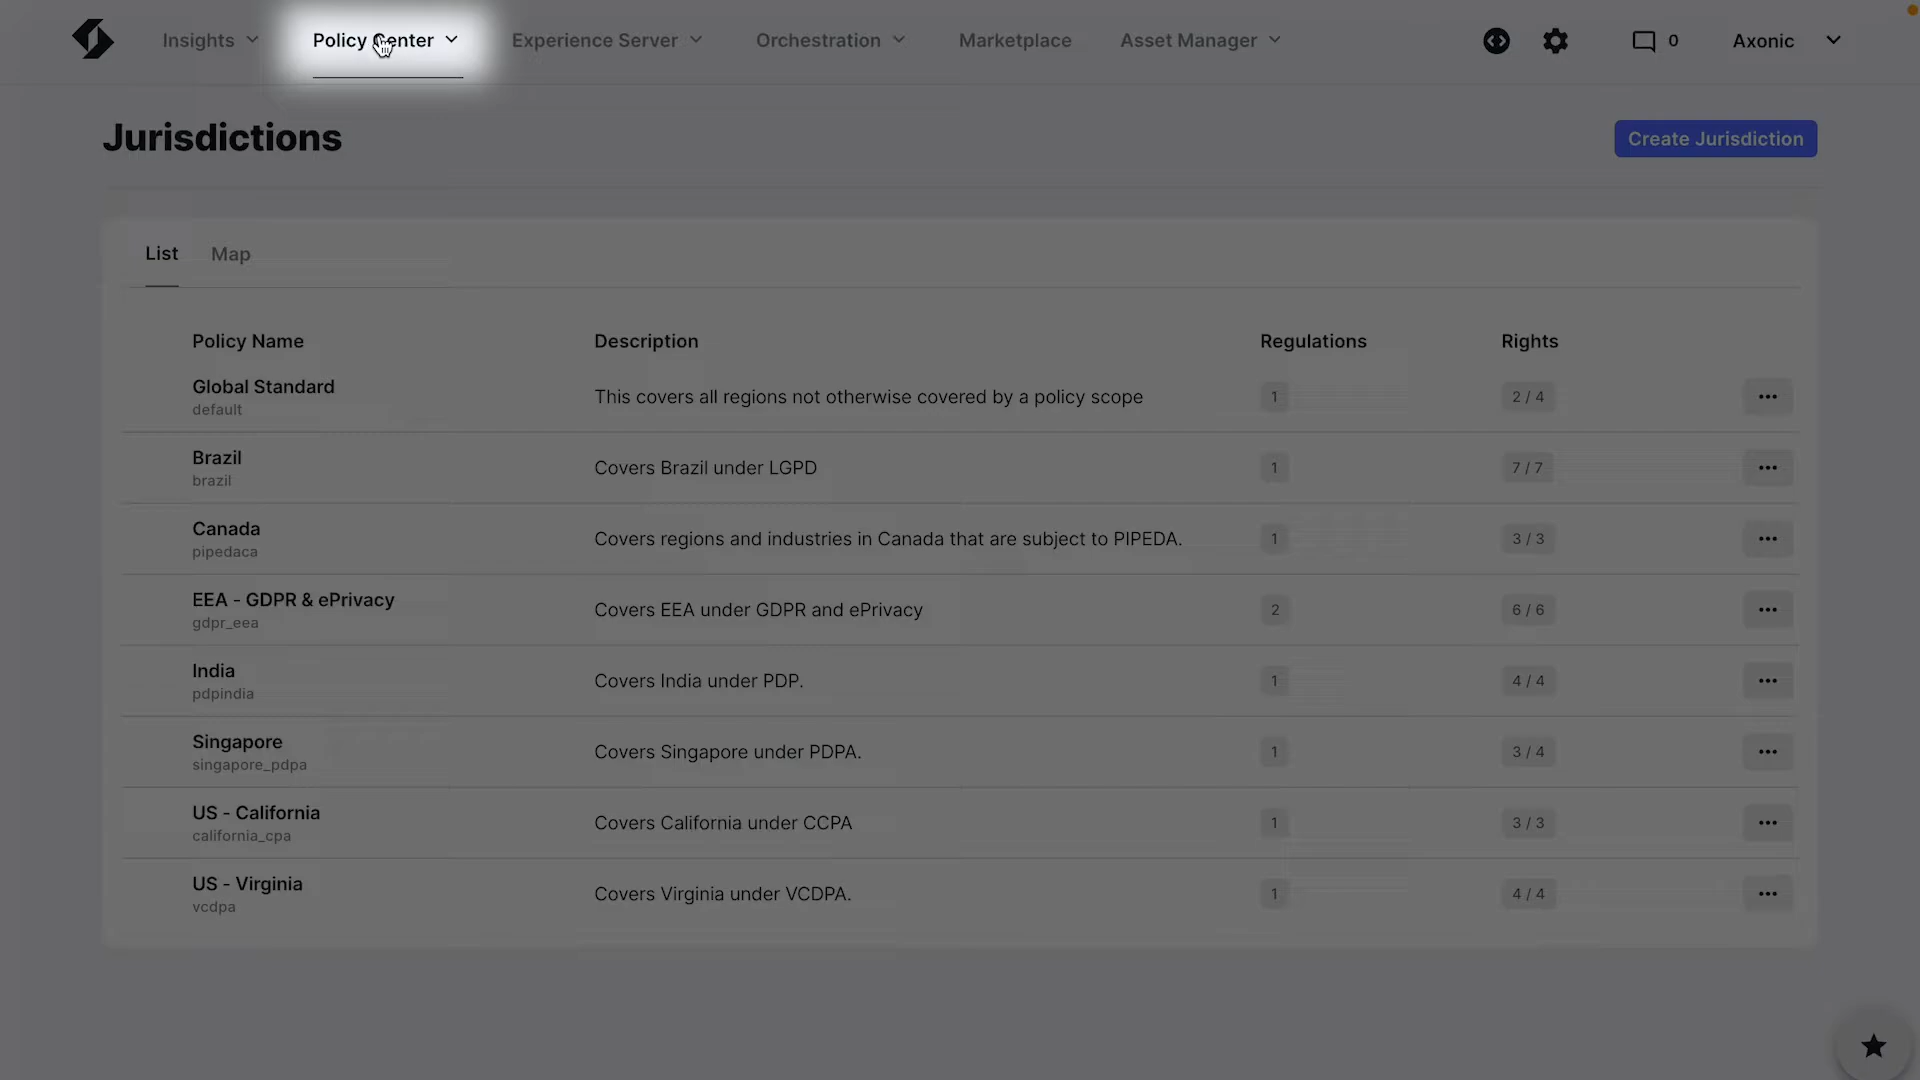 Insights Policy Center Experience Server Orchestration Marketplace Asset Manager 0 Axonic
Jurisdictions
Create Jurisdiction
List Map
Policy Name Description Regulations Rights
Global Standard
default
This covers all regions not otherwise covered by a policy scope 1 2 / 4
Brazil
brazil
Covers Brazil under LGPD 1 7 / 7
Canada
pipedaca
Covers regions and industries in Canada that are subject to PIPEDA. 1 3 / 3
EEA - GDPR & ePrivacy
gdpr_eea
Covers EEA under GDPR and ePrivacy 2 6 / 6
India
pdpindia
Covers India under PDP. 1 4 / 4
Singapore
singapore_pdpa
Covers Singapore under PDPA. 1 3 / 4
US - California
california_cpa
Covers California under CCPA 1 3 / 3
US - Virginia
vcdpa
Covers Virginia under VCDPA. 1 4 / 4